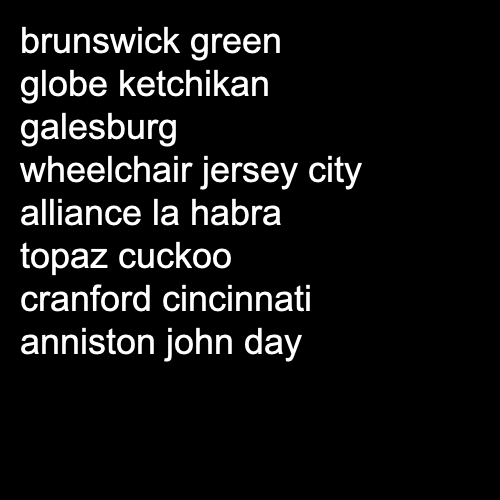 brunswick green
globe ketchikan
galesburg
wheelchair jersey city
alliance la habra
topaz cuckoo
cranford cincinnati
anniston john day